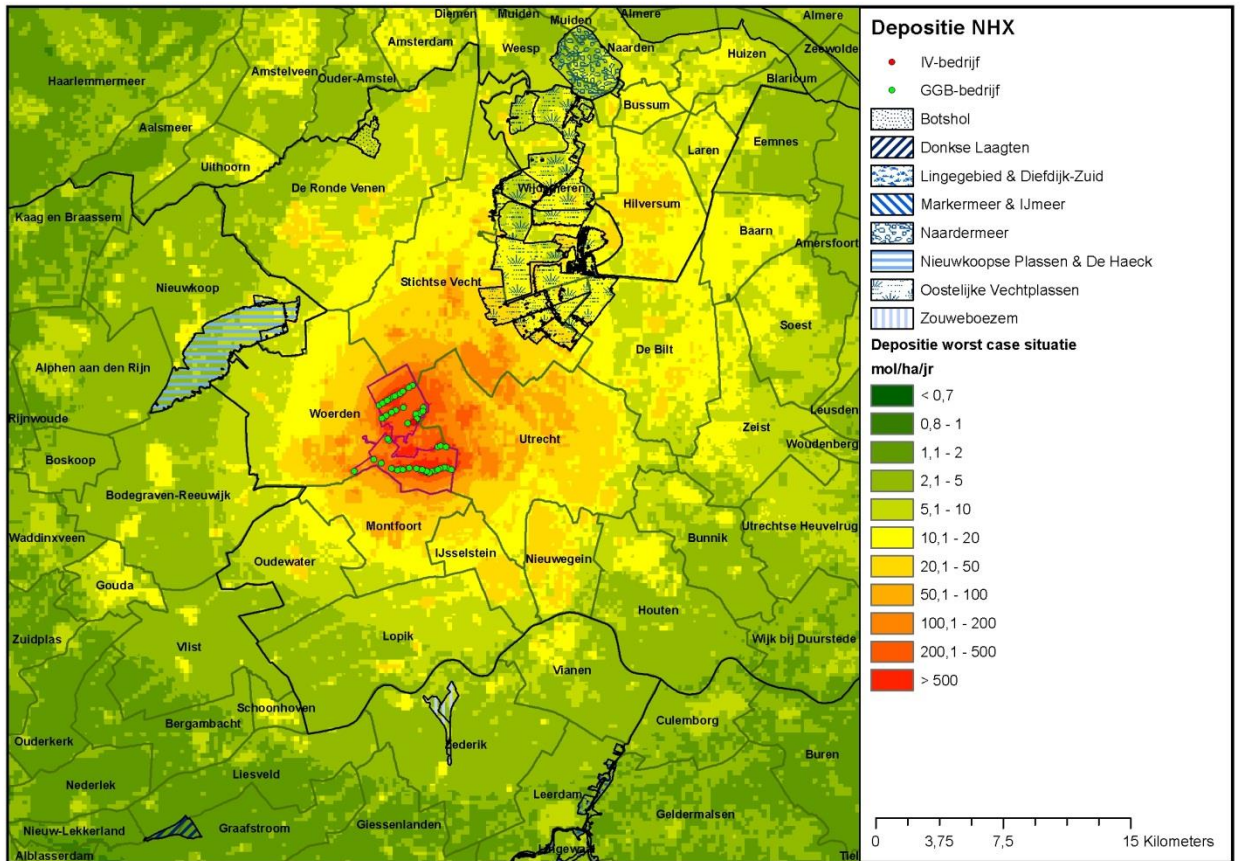 Diemen
Muiden
Muiden
Almere
Almere
Amsterdam
Weesp
Naarden
Huizen
Zeewolde
Haarlemmermeer
Amstelveen
Ouder-Amstel
Blaricum
Bussum
Aalsmeer
Laren
Eemnes
Uithoorn
De Ronde Venen
Wijdemeren
Hilversum
Kaag en Braassem
Baarn
Amersfoort
Nieuwkoop
Stichtse Vecht
Soest
De Bilt
Alphen aan den Rijn
Rijnwoude
Woerden
Utrecht
Leusden
Zeist
Woudenberg
Boskoop
Bodegraven-Reeuwijk
Montfoort
Utrechtse Heuvelrug
Waddinxveen
Oudewater
IJsselstein
Nieuwegein
Bunnik
Gouda
Houten
Zuidplas
Vlist
Lopik
Wijk bij Duurstede
Vianen
Schoonhoven
Bergambacht
Culemborg
Ouderkerk
Zederik
Buren
Nederlek
Liesveld
Leerdam
Geldermalsen
Nieuw-Lekkerland
Graafstroom
Giessenlanden
Alblasserdam
Tiel
Depositie NHX
IV-bedrijf
GGB-bedrijf
Botshol
Donkse Laagten
Lingegebied & Diefdijk-Zuid
Markermeer & IJmeer
Naardermeer
Nieuwkoopse Plassen & De Haeck
Oostelijke Vechtplassen
Zouweboezem
Depositie worst case situatie
mol/ha/jr
< 0,7
0,8 - 1
1,1 - 2
2,1 - 5
5,1 - 10
10,1 - 20
20,1 - 50
50,1 - 100
100,1 - 200
200,1 - 500
> 500
0 3,75 7,5 15 Kilometers